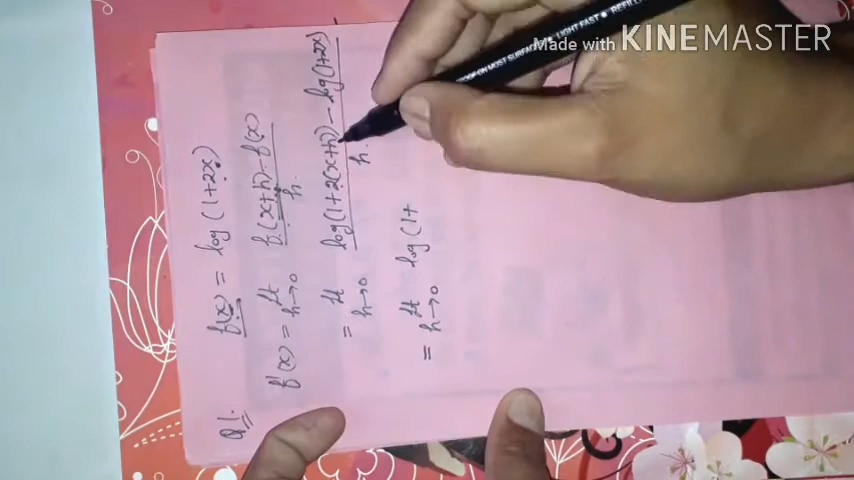 Made with KINEMASTER
Q1. f(x) = log (1+2x)
f'(x) = lt h→0 f(x+h)-f(x) / h
= lt h→0 log(1+2(x+h)) - log(1+2x) / h.
= lt h→0 log (1+